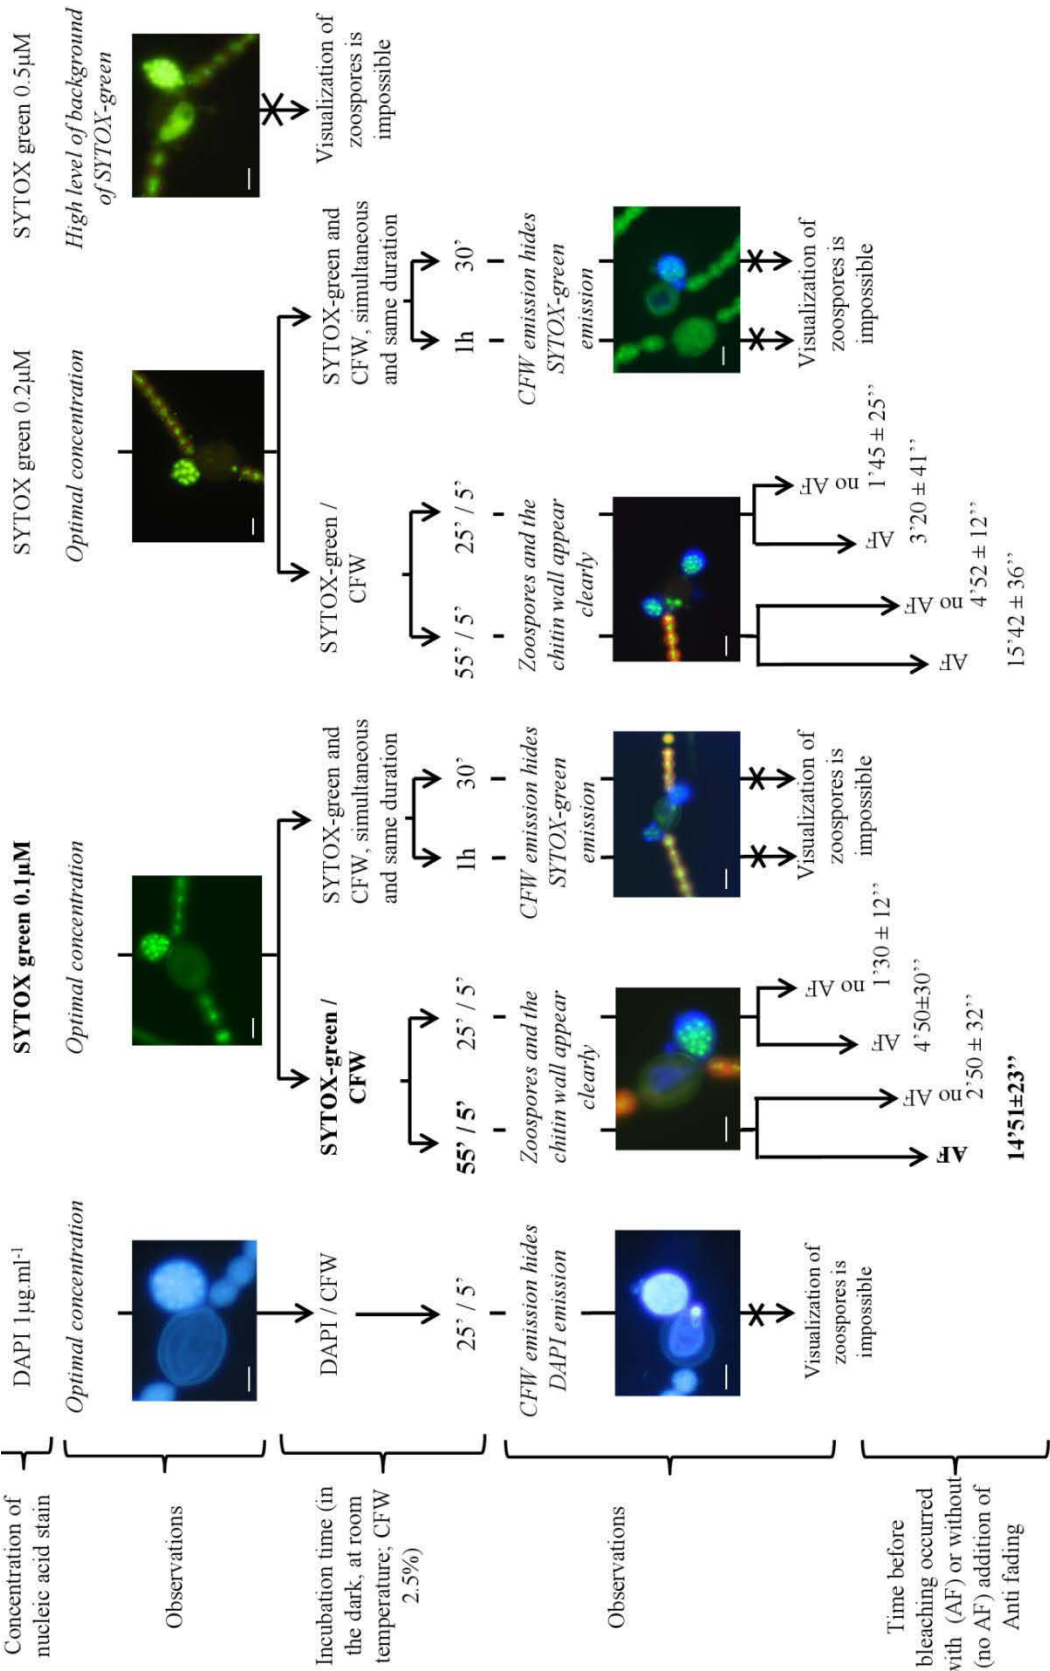 Concentration of
nucleic acid stain
DAPI 1µg.ml-1
SYTOX green 0.1µM
SYTOX green 0.2µM
SYTOX green 0.5µM
Observations
Optimal concentration
Optimal concentration
Optimal concentration
High level of background
of SYTOX-green
Visualization of
zoospores is
impossible
Incubation time (in
the dark, at room
temperature; CFW
2.5%)
DAPI / CFW
25’ / 5’
SYTOX-green /
CFW
55’ / 5’
25’ / 5’
SYTOX-green and
CFW, simultaneous
and same duration
1h
30’
SYTOX-green /
CFW
55’ / 5’
25’ / 5’
SYTOX-green and
CFW, simultaneous
and same duration
1h
30’
Observations
CFW emission hides
DAPI emission
Zoospores and the
chitin wall appear
clearly
CFW emission hides
SYTOX-green
emission
Zoospores and the
chitin wall appear
clearly
CFW emission hides
SYTOX-green
emission
Visualization of
zoospores is
impossible
Visualization of
zoospores is
impossible
Visualization of
zoospores is
impossible
Time before
bleaching occurred
with (AF) or without
(no AF) addition of
Anti fading
AF
14’51±23’’
no AF
2’50 ± 32’’
AF
4’50±30’’
no AF
1’30 ± 12’’
AF
15’42 ± 36’’
no AF
4’52 ± 12’’
AF
3’20 ± 41’’
no AF
1’45 ± 25’’